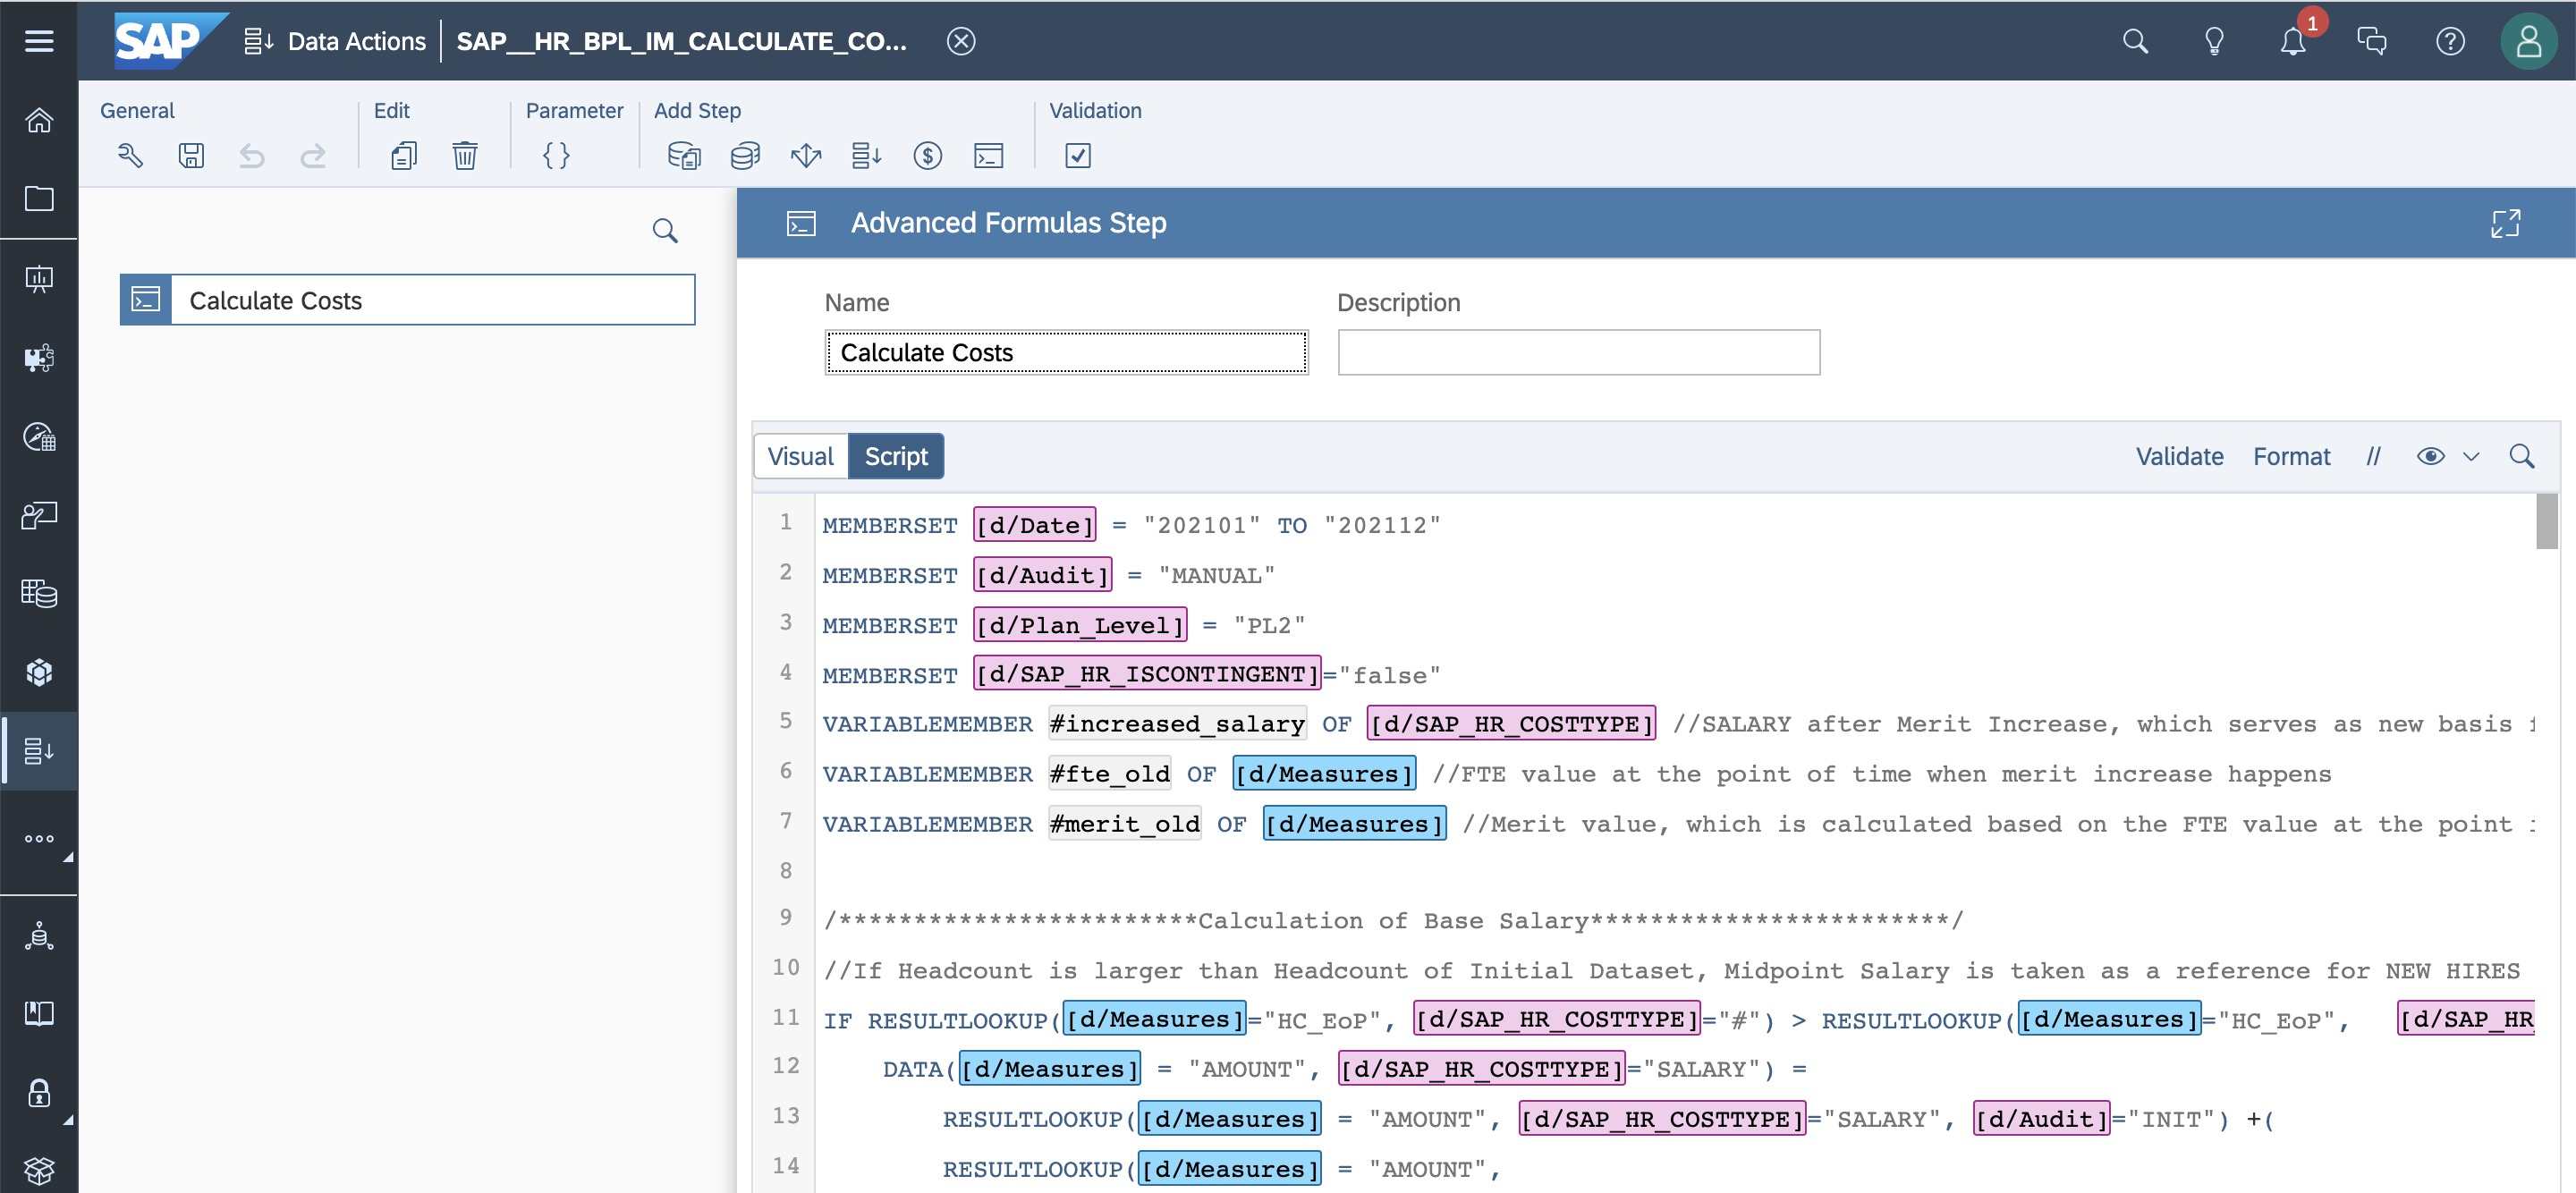 SAP Data Actions SAP__HR_BPL_IM_CALCULATE_CO... 1
General Edit Parameter Add Step Validation
Advanced Formulas Step
Calculate Costs
Name Description
Calculate Costs
Visual Script Validate Format //
1 MEMBERSET [d/Date] = "202101" TO "202112"
2 MEMBERSET [d/Audit] = "MANUAL"
3 MEMBERSET [d/Plan_Level] = "PL2"
4 MEMBERSET [d/SAP_HR_ISCONTINGENT]="false"
5 VARIABLEMEMBER #increased_salary OF [d/SAP_HR_COSTTYPE] //SALARY after Merit Increase, which serves as new basis
6 VARIABLEMEMBER #fte_old OF [d/Measures] //FTE value at the point of time when merit increase happens
7 VARIABLEMEMBER #merit_old OF [d/Measures] //Merit value, which is calculated based on the FTE value at the point
8
9 /************************Calculation of Base Salary************************/
10 //If Headcount is larger than Headcount of Initial Dataset, Midpoint Salary is taken as a reference for NEW HIRES
11 IF RESULTLOOKUP([d/Measures]="HC_EoP", [d/SAP_HR_COSTTYPE]="#") > RESULTLOOKUP([d/Measures]="HC_EoP", [d/SAP_HR
12 DATA([d/Measures] = "AMOUNT", [d/SAP_HR_COSTTYPE]="SALARY") =
13 RESULTLOOKUP([d/Measures] = "AMOUNT", [d/SAP_HR_COSTTYPE]="SALARY", [d/Audit]="INIT") +(
14 RESULTLOOKUP([d/Measures] = "AMOUNT",